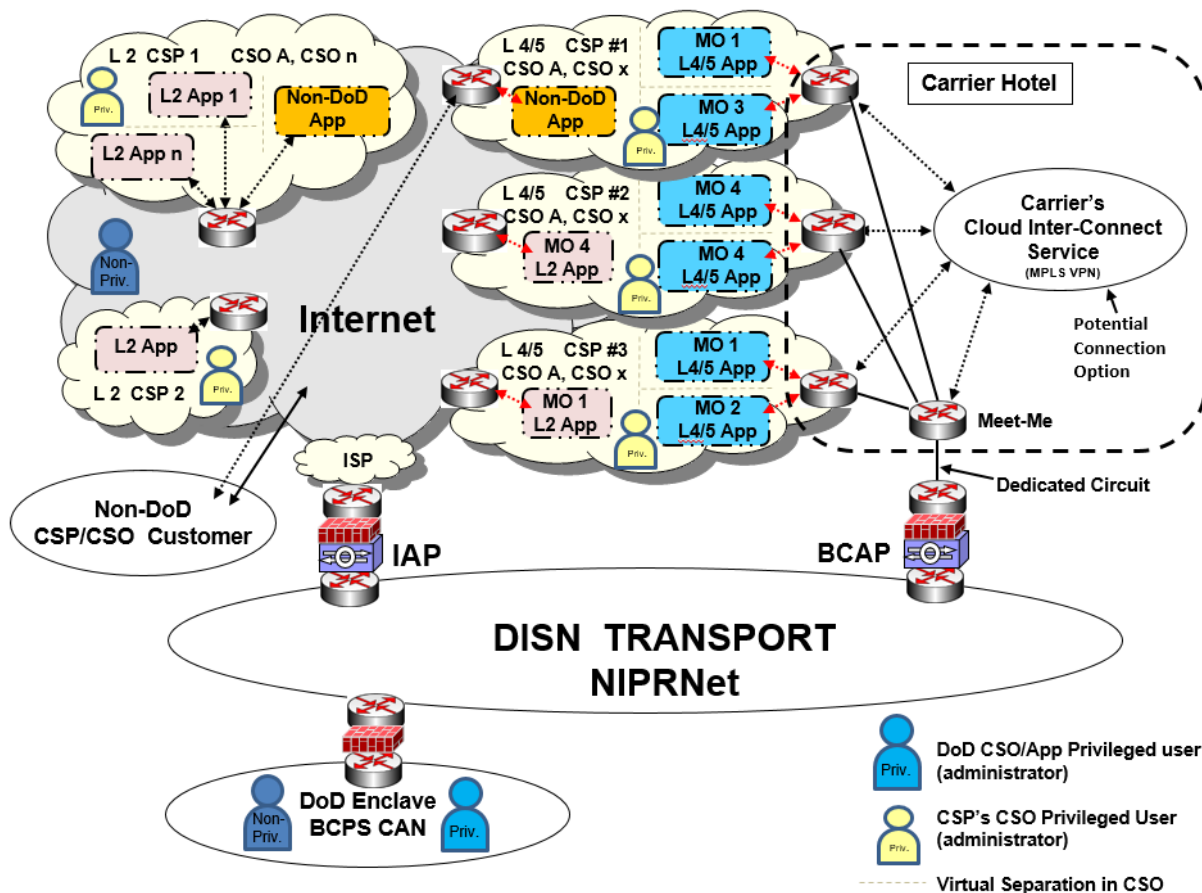 L 2 CSP 1 CSO A, CSO n
Priv.
L2 App 1
Non-DoD
App
L2 App n
Non-
Priv.
L2 App
Priv.
L 2 CSP 2
Internet
L 4/5 CSP #1
CSO A, CSO x
Non-DoD
App
MO 1
L4/5 App
MO 3
L4/5 App
Priv.
L 4/5 CSP #2
CSO A, CSO x
MO 4
L2 App
MO 4
L4/5 App
MO 4
L4/5 App
Priv.
L 4/5 CSP #3
CSO A, CSO x
MO 1
L2 App
MO 1
L4/5 App
MO 2
L4/5 App
Priv.
Carrier Hotel
Carrier's
Cloud Inter-Connect
Service
(MPLS VPN)
Potential
Connection
Option
Meet-Me
Dedicated Circuit
ISP
Non-DoD
CSP/CSO Customer
IAP
BCAP
DISN TRANSPORT
NIPRNet
DoD Enclave
BCPS CAN
Non-
Priv.
Priv.
Priv.
DoD CSO/App Privileged user
(administrator)
Priv.
CSP's CSO Privileged User
(administrator)
Virtual Separation in CSO